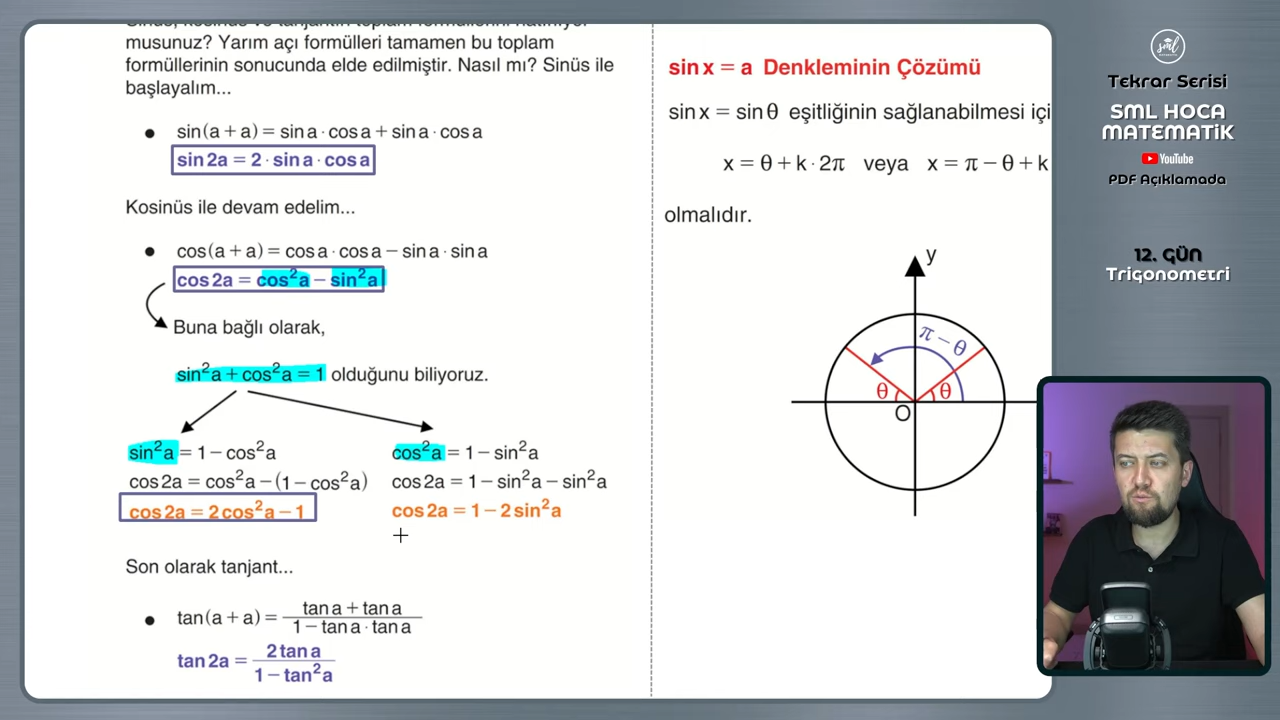 musunuz? Yarım açı formülleri tamamen bu toplam
formüllerinin sonucunda elde edilmiştir. Nasıl mı? Sinüs ile
başlayalım...
• sin(a + a) = sin a · cos a + sin a · cos a
sin 2a = 2 · sin a · cos a
Kosinüs ile devam edelim...
• cos(a + a) = cos a · cos a − sin a · sin a
cos 2a = cos²a − sin²a
Buna bağlı olarak,
sin²a + cos²a = 1 olduğunu biliyoruz.
sin²a = 1 − cos²a
cos 2a = cos²a − (1 − cos²a)
cos 2a = 2 cos²a − 1
cos²a = 1 − sin²a
cos 2a = 1 − sin²a − sin²a
cos 2a = 1 − 2 sin²a
Son olarak tanjant...
• tan(a + a) = (tan a + tan a) / (1 − tan a · tan a)
tan 2a = (2 tan a) / (1 − tan²a)
sin x = a Denkleminin Çözümü
sin x = sin θ eşitliğinin sağlanabilmesi içi
x = θ + k · 2π veya x = π − θ + k
olmalıdır.
y
π − θ
θ
θ
O
sml
Tekrar Serisi
SML HOCA
MATEMATİK
YouTube
PDF Açıklamada
12. GÜN
Trigonometri